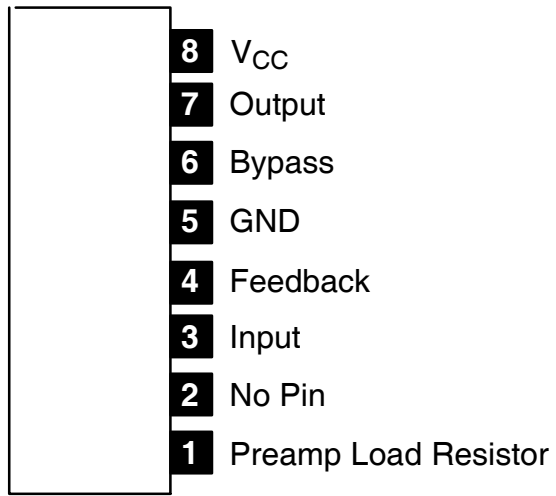 8 VCC
7 Output
6 Bypass
5 GND
4 Feedback
3 Input
2 No Pin
1 Preamp Load Resistor